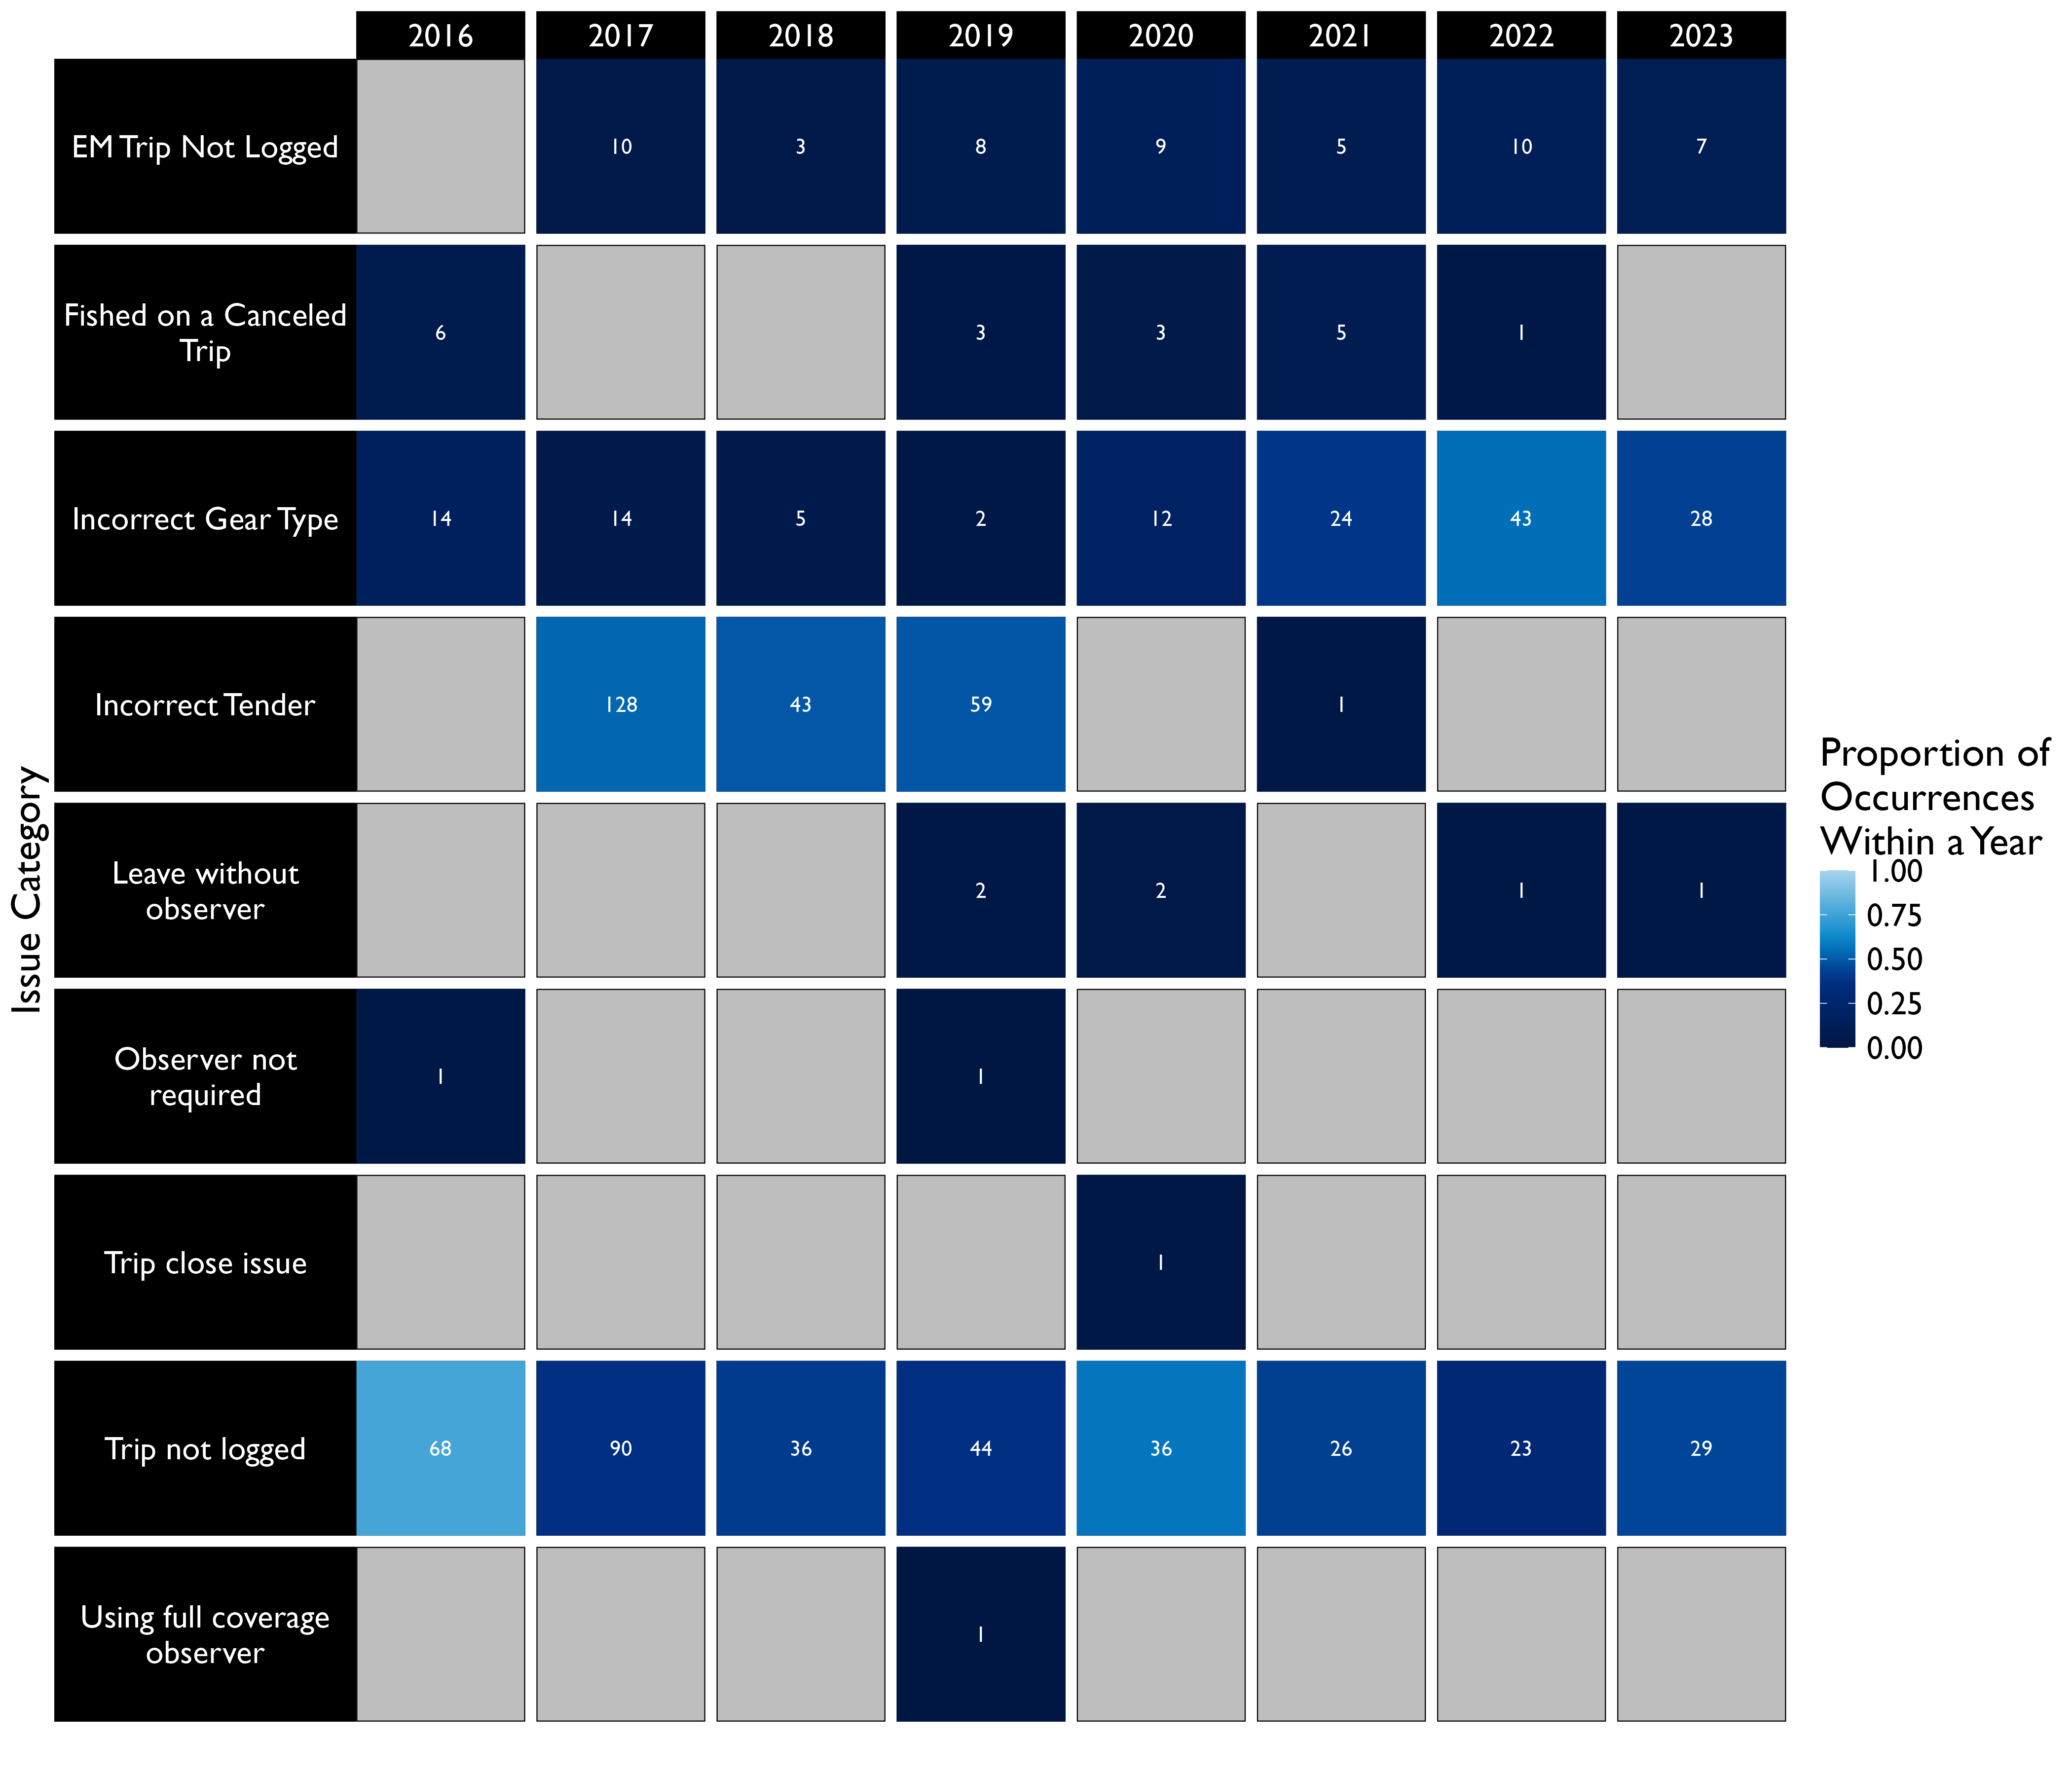 2016 2017 2018 2019 2020 2021 2022 2023
EM Trip Not Logged 10 3 8 9 5 10 7
Fished on a Canceled
Trip
6 3 3 5 1
Incorrect Gear Type 14 14 5 2 12 24 43 28
Incorrect Tender 128 43 59 1
Leave without
observer
2 2 1 1
Observer not
required
1 1
Trip close issue 1
Trip not logged 68 90 36 44 36 26 23 29
Using full coverage
observer
1
Issue Category
Proportion of
Occurrences
Within a Year
1.00
0.75
0.50
0.25
0.00